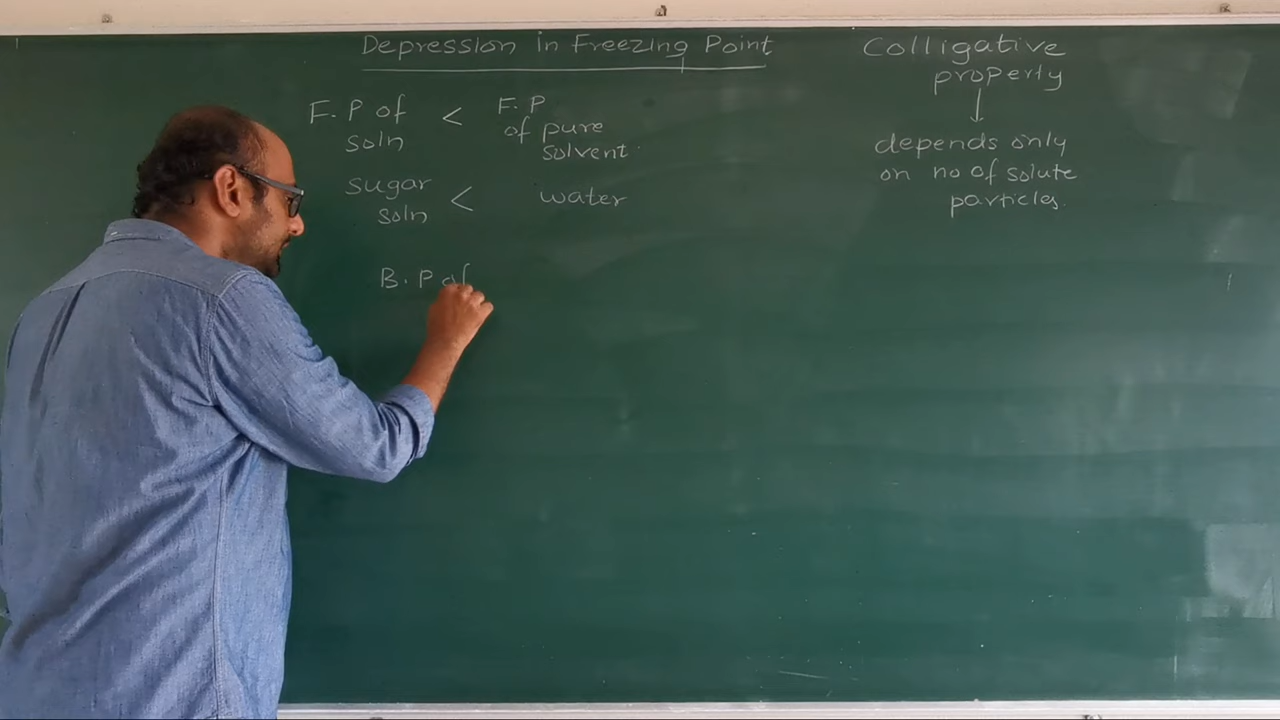 Depression in Freezing Point
F.P of < F.P
soln of pure
solvent
sugar < water
soln
B.P of
Colligative
property
↓
depends only
on no of solute
particles.